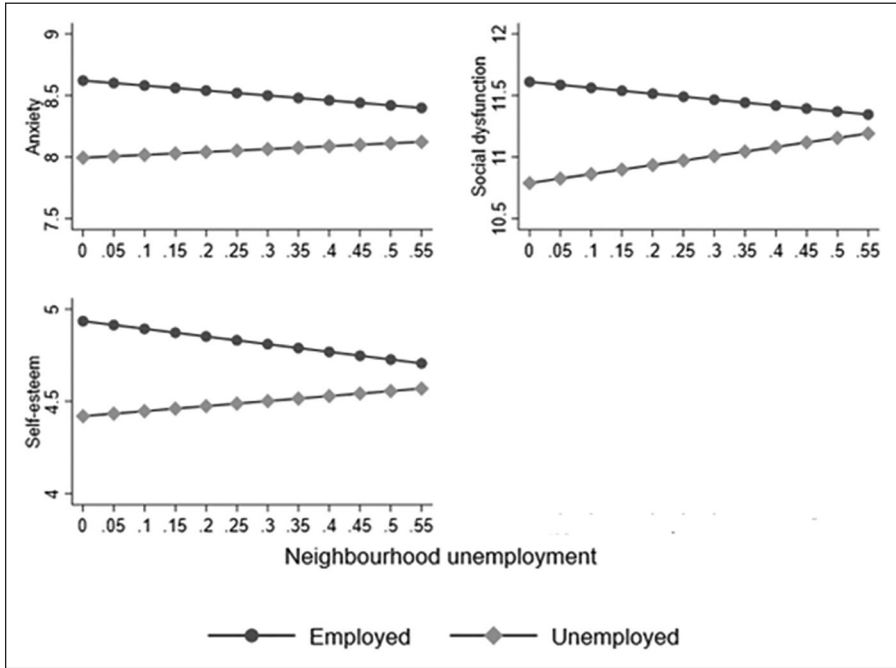 Anxiety
9
8.5
8
7.5
0 .05 .1 .15 .2 .25 .3 .35 .4 .45 .5 .55
Social dysfunction
12
11.5
11
10.5
0 .05 .1 .15 .2 .25 .3 .35 .4 .45 .5 .55
Self-esteem
5
4.5
4
0 .05 .1 .15 .2 .25 .3 .35 .4 .45 .5 .55
Neighbourhood unemployment
Employed Unemployed